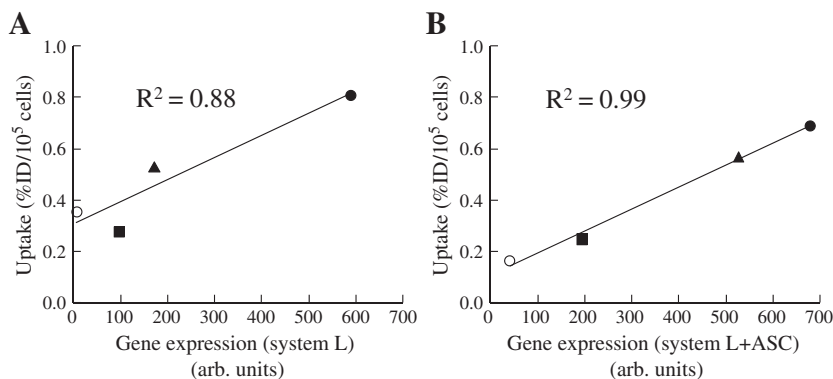 A
Uptake (%ID/10⁵ cells)
1.0
0.8
0.6
0.4
0.2
0.0
R² = 0.88
0 100 200 300 400 500 600 700
Gene expression (system L)
(arb. units)
B
Uptake (%ID/10⁵ cells)
1.0
0.8
0.6
0.4
0.2
0.0
R² = 0.99
0 100 200 300 400 500 600 700
Gene expression (system L+ASC)
(arb. units)